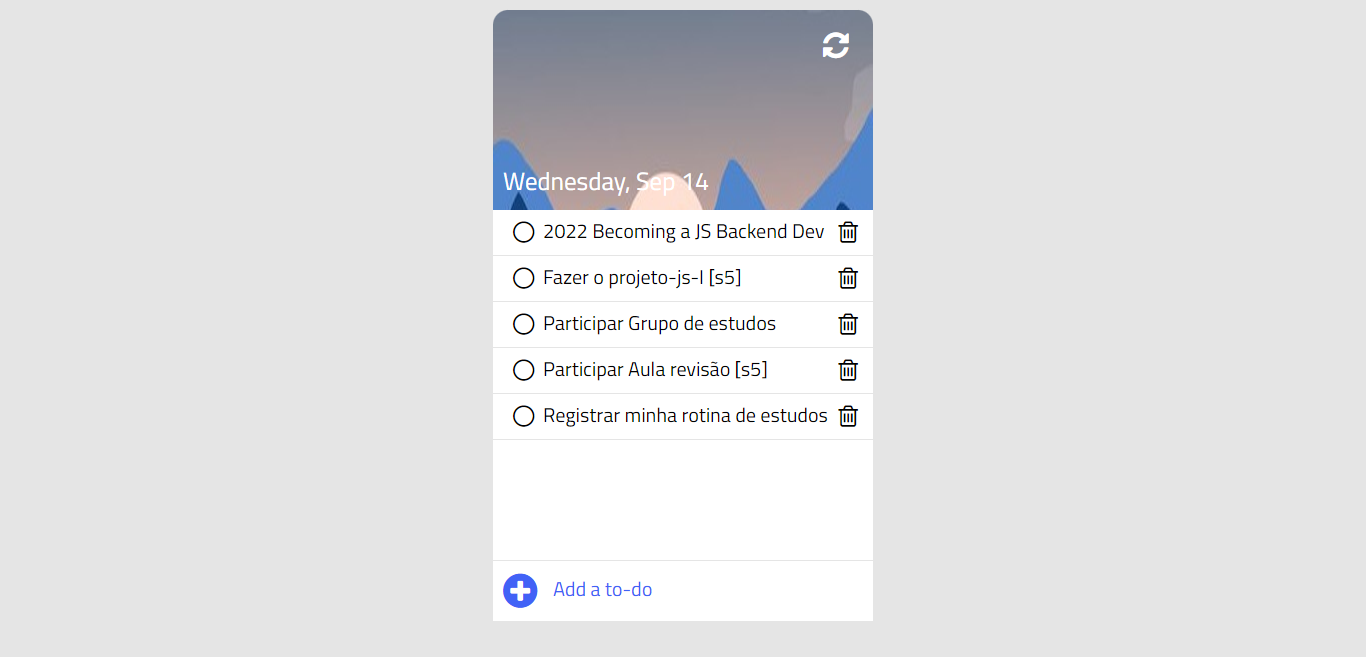 Wednesday, Sep 14
2022 Becoming a JS Backend Dev
Fazer o projeto-js-I [s5]
Participar Grupo de estudos
Participar Aula revisão [s5]
Registrar minha rotina de estudos
Add a to-do